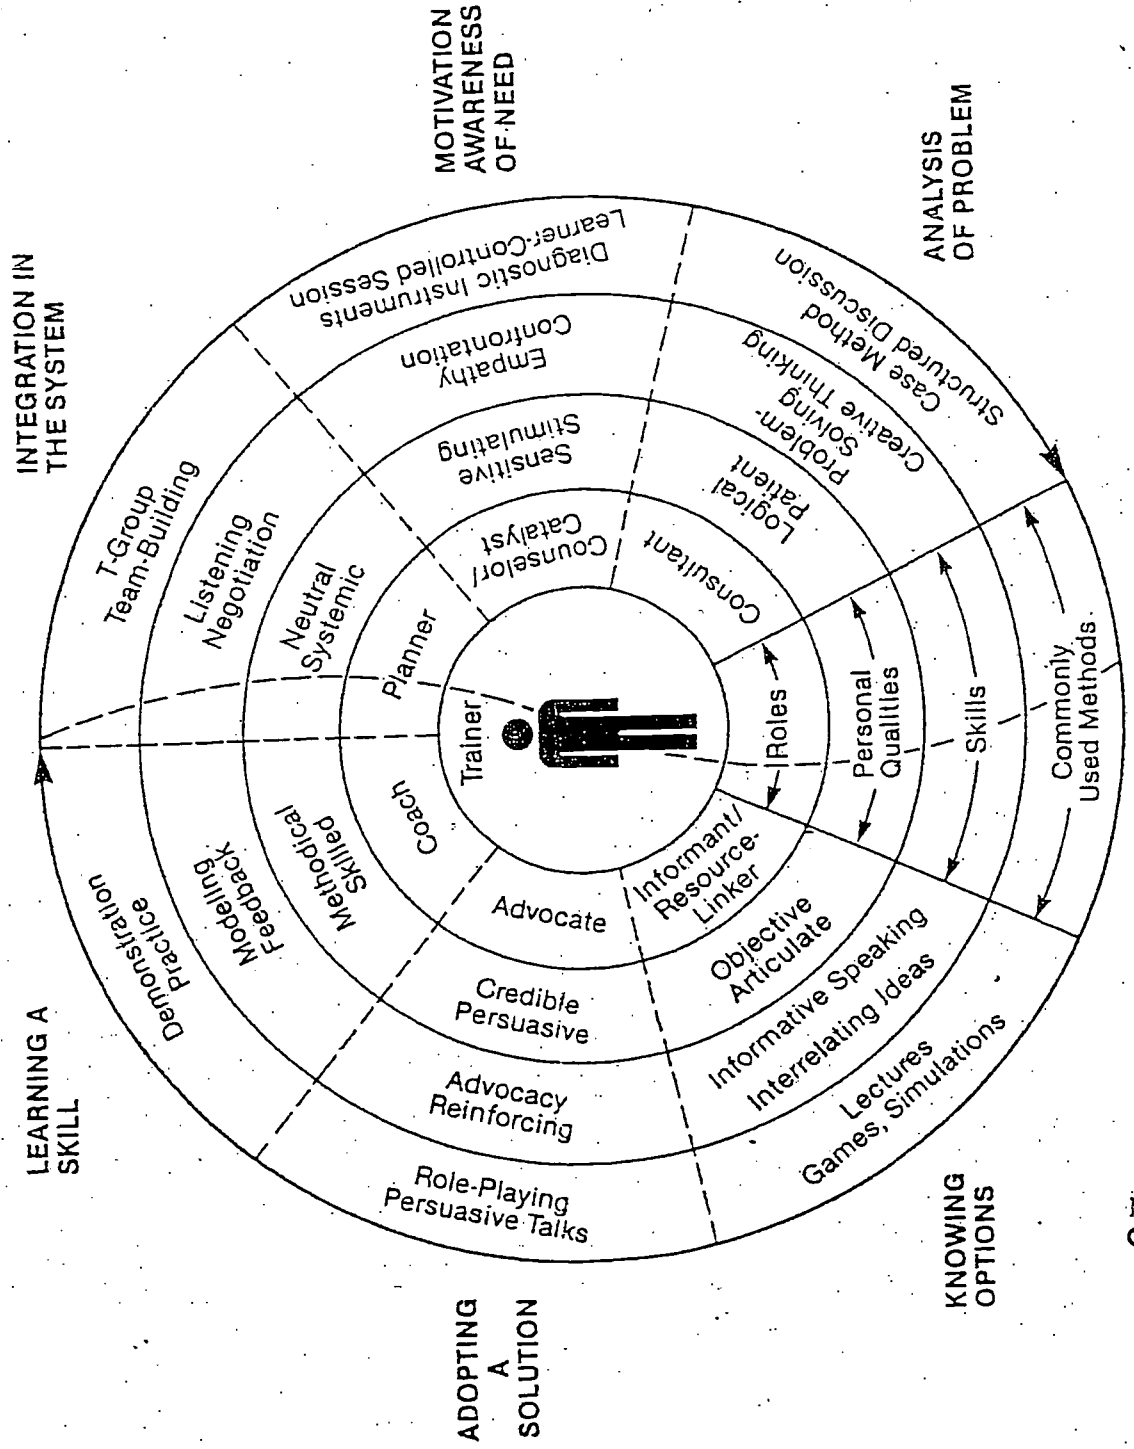 INTEGRATION IN
THE SYSTEM
MOTIVATION
AWARENESS
OF NEED
ANALYSIS
OF PROBLEM
KNOWING
OPTIONS
ADOPTING
A
SOLUTION
LEARNING A
SKILL
T-Group
Team-Building
Listening
Negotiation
Neutral
Systemic
Planner
Learner-Controlled Session
Diagnostic Instruments
Confrontation
Empathy
Stimulating
Sensitive
Catalyst
Counselor/
Structured Discussion
Case Method
Creative Thinking
Problem-
Solving
Logical
patient
Consultant
Roles
Personal
Qualities
Skills
Commonly
Used Methods
Informant/
Resource-
Linker
Objective
Articulate
Informative Speaking
Interrelating Ideas
Lectures
Games, Simulations
Advocate
Credible
Persuasive
Advocacy
Reinforcing
Role-Playing
Persuasive Talks
Coach
Methodical
Skilled
Modelling
Feedback
Demonstration
Practice
Trainer